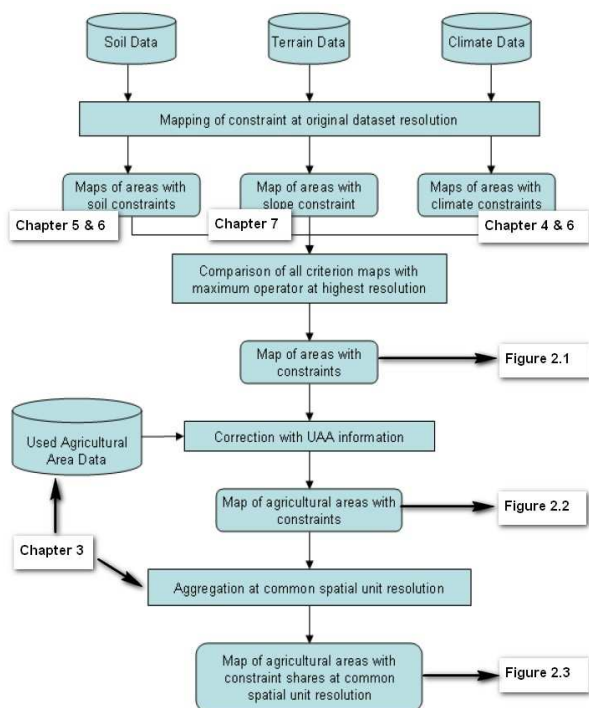 Soil Data
Terrain Data
Climate Data
Mapping of constraint at original dataset resolution
Maps of areas with
soil constraints
Map of areas with
slope constraint
Maps of areas with
climate constraints
Chapter 5 & 6
Chapter 7
Chapter 4 & 6
Comparison of all criterion maps with
maximum operator at highest resolution
Map of areas with
constraints
Figure 2.1
Used Agricultural
Area Data
Correction with UAA information
Map of agricultural areas with
constraints
Figure 2.2
Chapter 3
Aggregation at common spatial unit resolution
Map of agricultural areas with
constraint shares at common
spatial unit resolution
Figure 2.3